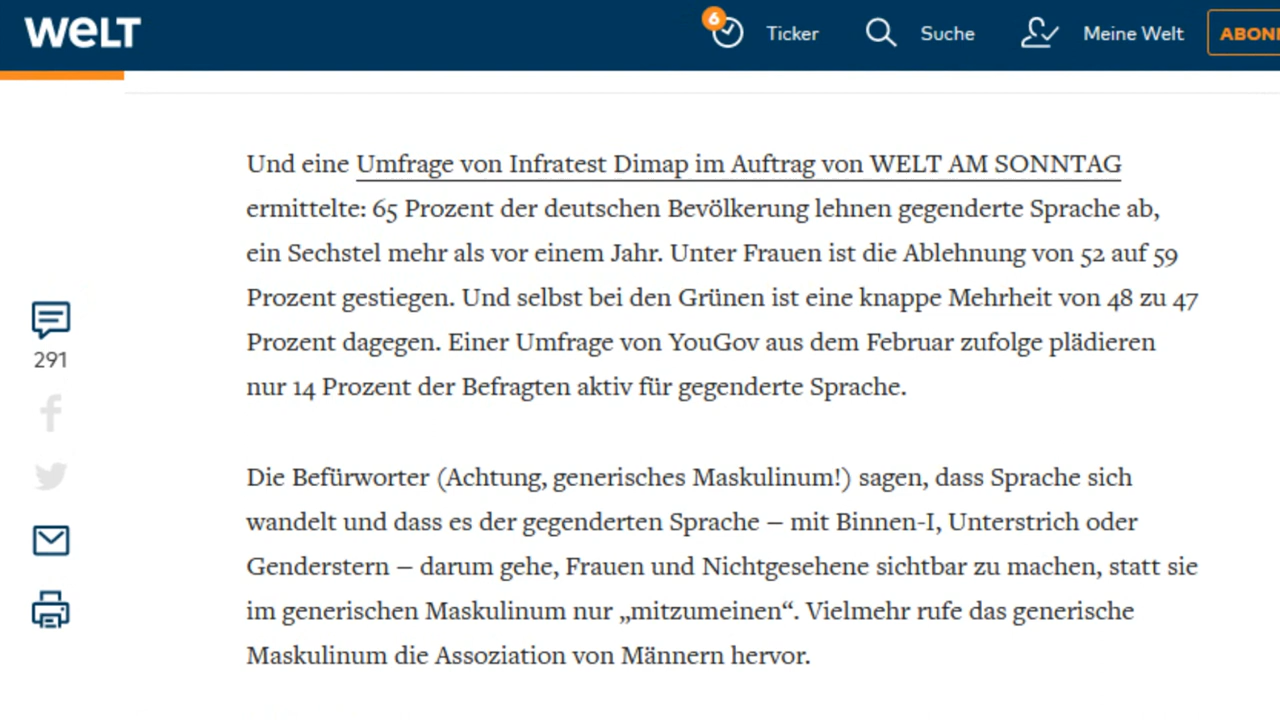 WELT
6
Ticker
Suche
Meine Welt
Und eine Umfrage von Infratest Dimap im Auftrag von WELT AM SONNTAG
ermittelte: 65 Prozent der deutschen Bevölkerung lehnen gegenderte Sprache ab,
ein Sechstel mehr als vor einem Jahr. Unter Frauen ist die Ablehnung von 52 auf 59
Prozent gestiegen. Und selbst bei den Grünen ist eine knappe Mehrheit von 48 zu 47
Prozent dagegen. Einer Umfrage von YouGov aus dem Februar zufolge plädieren
nur 14 Prozent der Befragten aktiv für gegenderte Sprache.
291
Die Befürworter (Achtung, generisches Maskulinum!) sagen, dass Sprache sich
wandelt und dass es der gegenderten Sprache – mit Binnen-I, Unterstrich oder
Genderstern – darum gehe, Frauen und Nichtgesehene sichtbar zu machen, statt sie
im generischen Maskulinum nur „mitzumeinen“. Vielmehr rufe das generische
Maskulinum die Assoziation von Männern hervor.